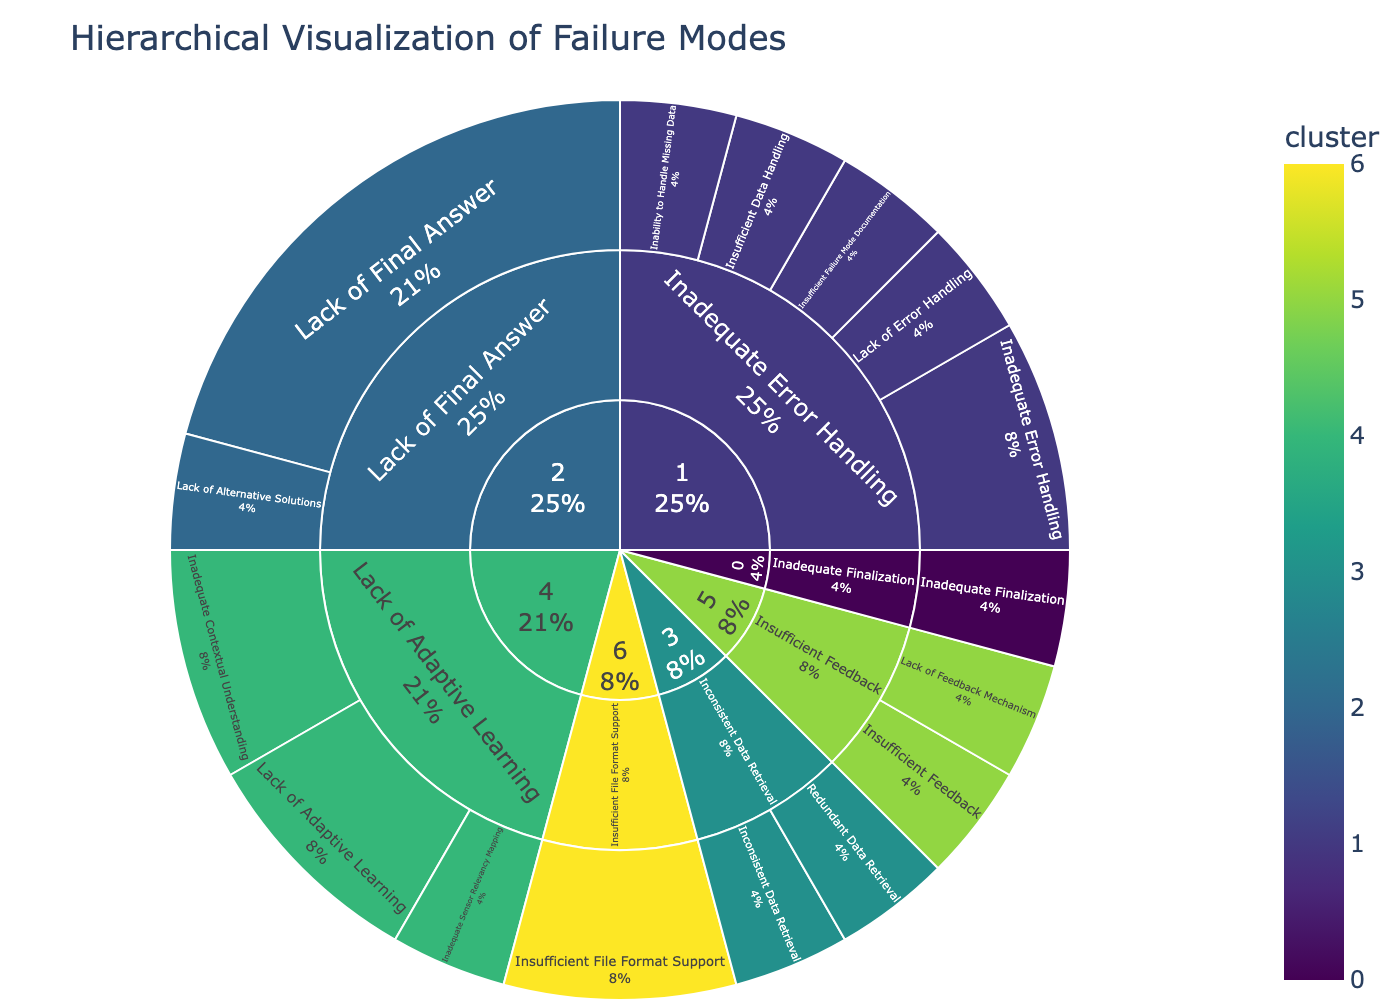 Hierarchical Visualization of Failure Modes
cluster
6
5
4
3
2
1
0
1
25%
Inadequate Error Handling
25%
Inability to Handle Missing Data
4%
Insufficient Data Handling
4%
Insufficient Failure Mode Documentation
4%
Lack of Error Handling
4%
Inadequate Error Handling
8%
0
4%
Inadequate Finalization
4%
Inadequate Finalization
4%
5
8%
Insufficient Feedback
8%
Lack of Feedback Mechanism
4%
Insufficient Feedback
4%
3
8%
Inconsistent Data Retrieval
8%
Redundant Data Retrieval
4%
Inconsistent Data Retrieval
4%
6
8%
Insufficient File Format Support
8%
Insufficient File Format Support
8%
4
21%
Lack of Adaptive Learning
21%
Inadequate Sensor Relevancy Mapping
4%
Lack of Adaptive Learning
8%
Inadequate Contextual Understanding
8%
2
25%
Lack of Final Answer
25%
Lack of Alternative Solutions
4%
Lack of Final Answer
21%